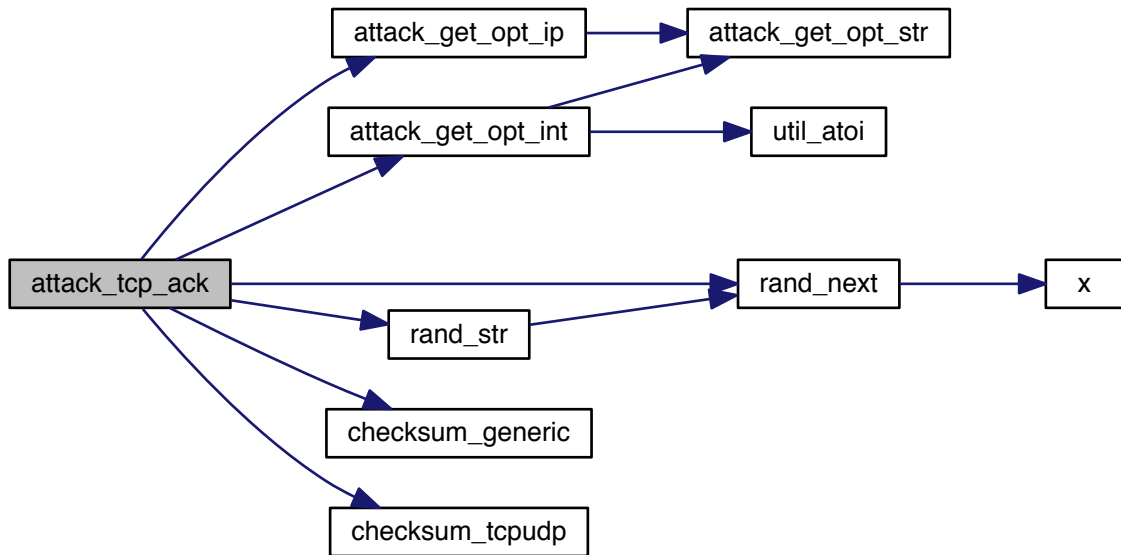 attack_get_opt_ip
attack_get_opt_str
attack_get_opt_int
util_atoi
attack_tcp_ack
rand_next
x
rand_str
checksum_generic
checksum_tcpudp